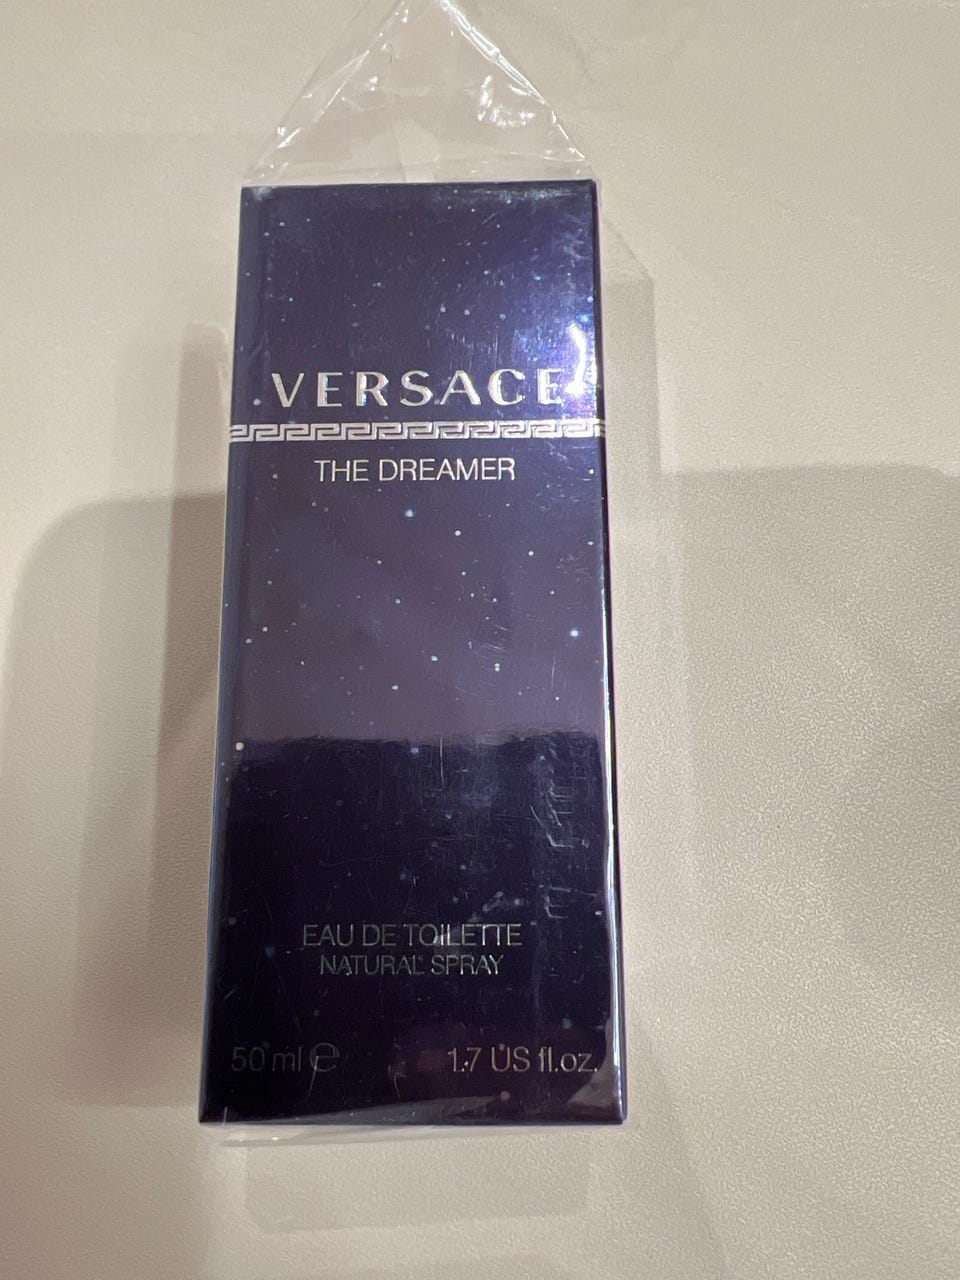 VERSACE
THE DREAMER
EAU DE TOILETTE
NATURAL SPRAY
50 ml ℮ 1.7 US fl.oz.